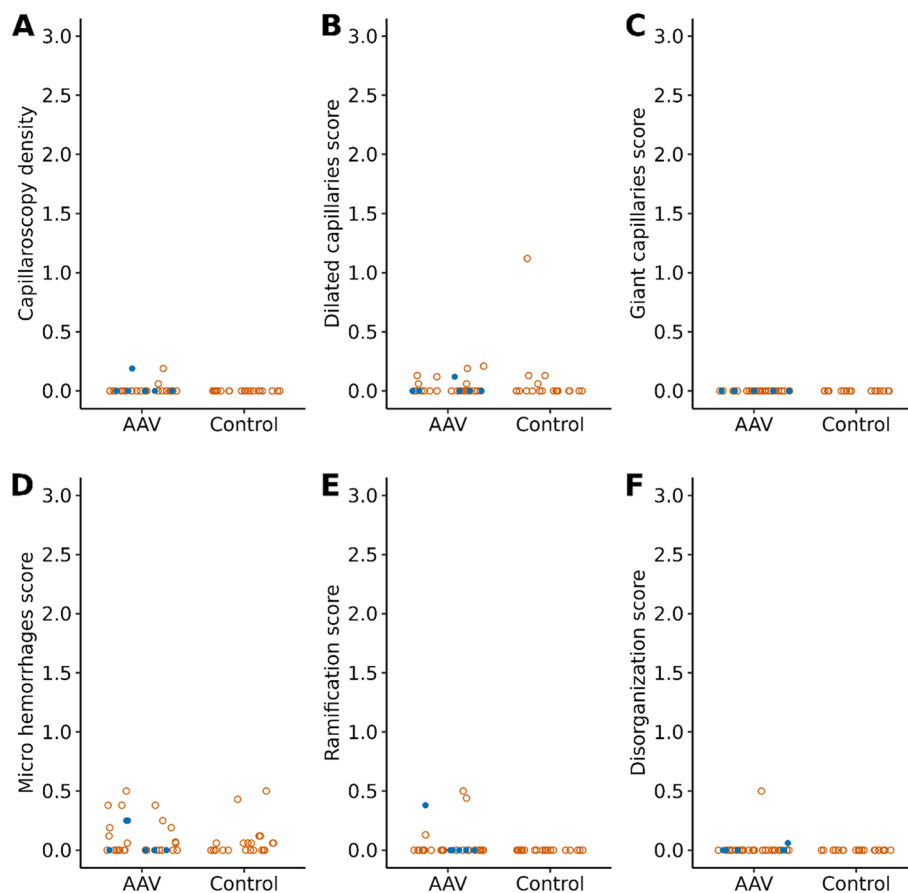 A
Capillaroscopy density
3.0
2.5
2.0
1.5
1.0
0.5
0.0
AAV Control
B
Dilated capillaries score
3.0
2.5
2.0
1.5
1.0
0.5
0.0
AAV Control
C
Giant capillaries score
3.0
2.5
2.0
1.5
1.0
0.5
0.0
AAV Control
D
Micro hemorrhages score
3.0
2.5
2.0
1.5
1.0
0.5
0.0
AAV Control
E
Ramification score
3.0
2.5
2.0
1.5
1.0
0.5
0.0
AAV Control
F
Disorganization score
3.0
2.5
2.0
1.5
1.0
0.5
0.0
AAV Control